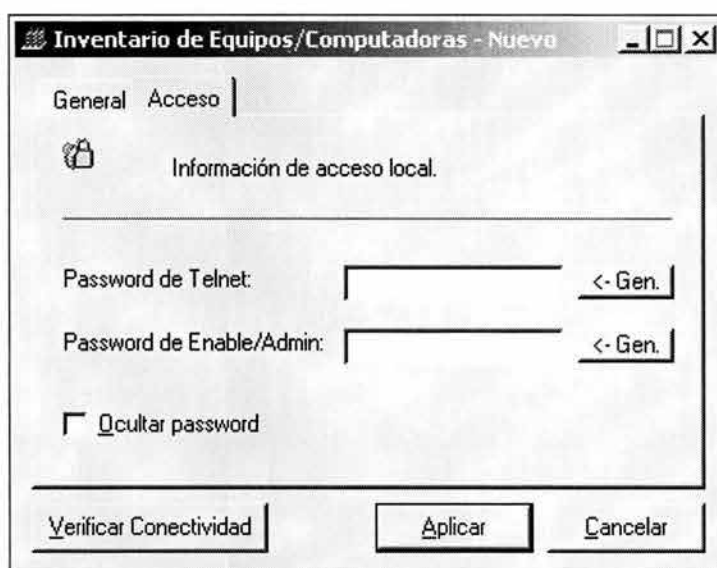 Inventario de Equipos/Computadoras - Nuevo
General Acceso
Información de acceso local.
Password de Telnet: <- Gen.
Password de Enable/Admin: <- Gen.
Ocultar password
Verificar Conectividad Aplicar Cancelar